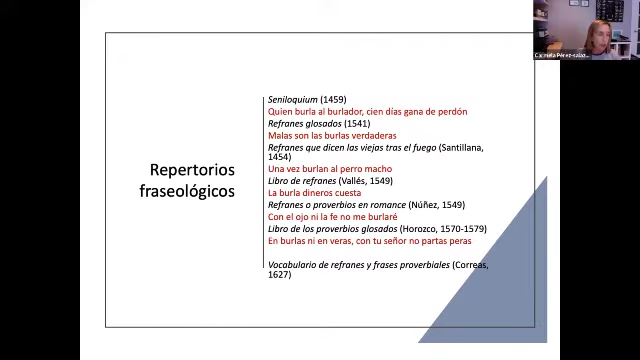 Carmela Pérez-salaz...
Repertorios
fraseológicos
Seniloquium (1459)
Quien burla al burlador, cien días gana de perdón
Refranes glosados (1541)
Malas son las burlas verdaderas
Refranes que dicen las viejas tras el fuego (Santillana,
1454)
Una vez burlan al perro macho
Libro de refranes (Vallés, 1549)
La burla dineros cuesta
Refranes o proverbios en romance (Núñez, 1549)
Con el ojo ni la fe no me burlaré
Libro de los proverbios glosados (Horozco, 1570-1579)
En burlas ni en veras, con tu señor no partas peras
Vocabulario de refranes y frases proverbiales (Correas,
1627)